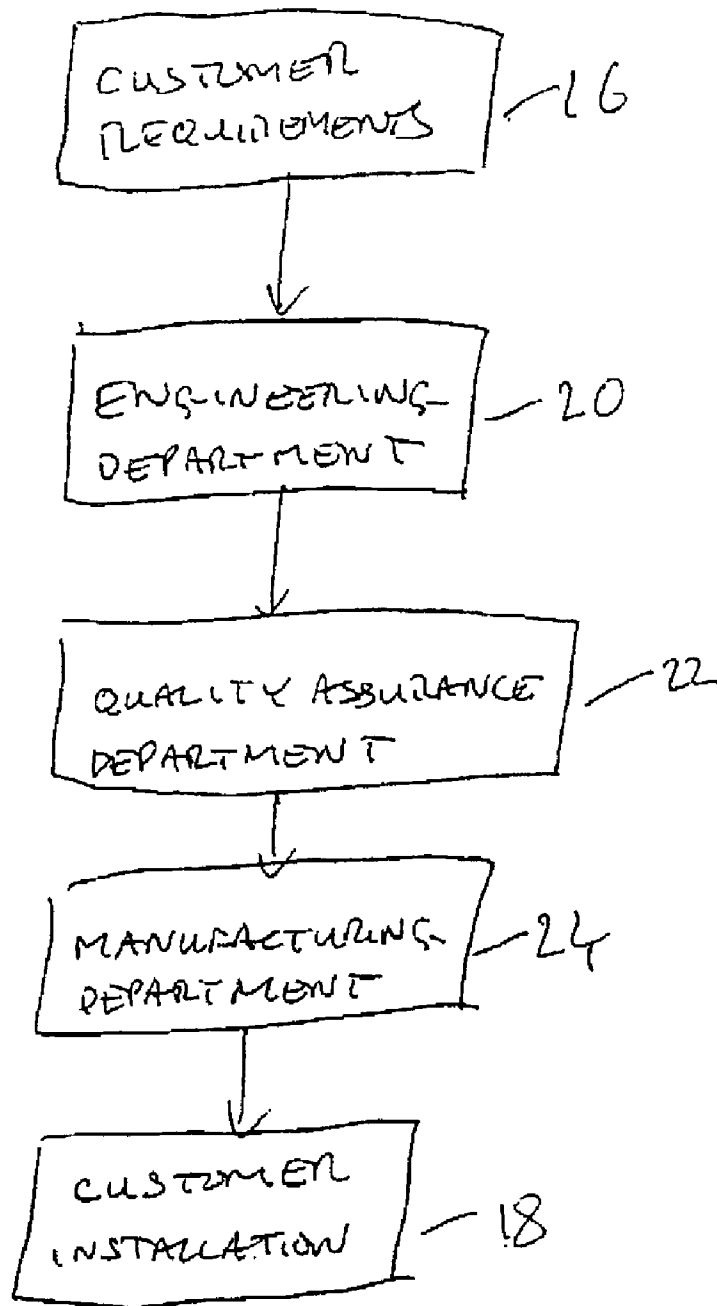 CUSTOMER
REQUIREMENTS
16
ENGINEERING
DEPARTMENT
20
QUALITY ASSURANCE
DEPARTMENT
22
MANUFACTURING
DEPARTMENT
24
CUSTOMER
INSTALLATION
18